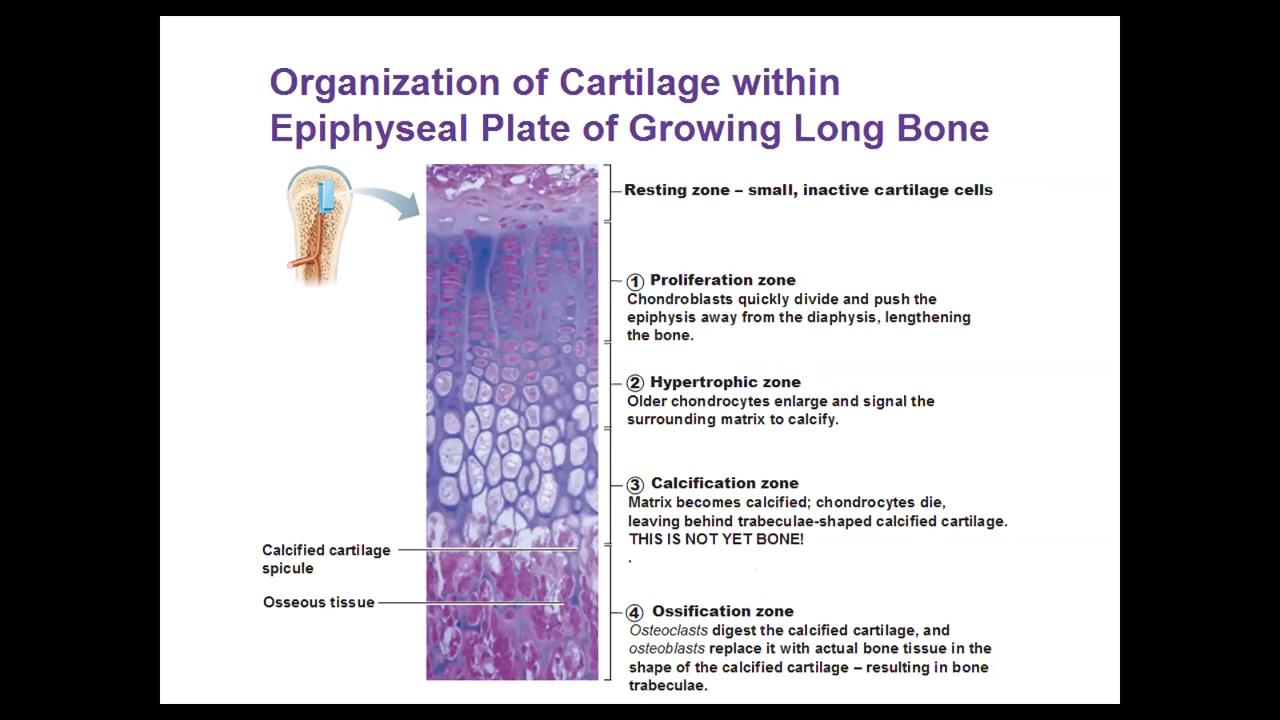 Organization of Cartilage within
Epiphyseal Plate of Growing Long Bone
Resting zone – small, inactive cartilage cells
① Proliferation zone
Chondroblasts quickly divide and push the
epiphysis away from the diaphysis, lengthening
the bone.
② Hypertrophic zone
Older chondrocytes enlarge and signal the
surrounding matrix to calcify.
③ Calcification zone
Matrix becomes calcified; chondrocytes die,
leaving behind trabeculae-shaped calcified cartilage.
THIS IS NOT YET BONE!
.
Calcified cartilage
spicule
Osseous tissue
④ Ossification zone
Osteoclasts digest the calcified cartilage, and
osteoblasts replace it with actual bone tissue in the
shape of the calcified cartilage – resulting in bone
trabeculae.